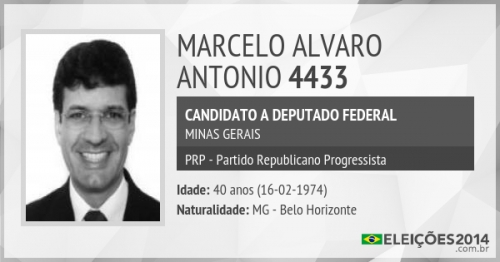 MARCELO ALVARO
ANTONIO 4433
CANDIDATO A DEPUTADO FEDERAL
MINAS GERAIS
PRP - Partido Republicano Progressista
Idade: 40 anos (16-02-1974)
Naturalidade: MG - Belo Horizonte
ELEIÇÕES2014
.com.br